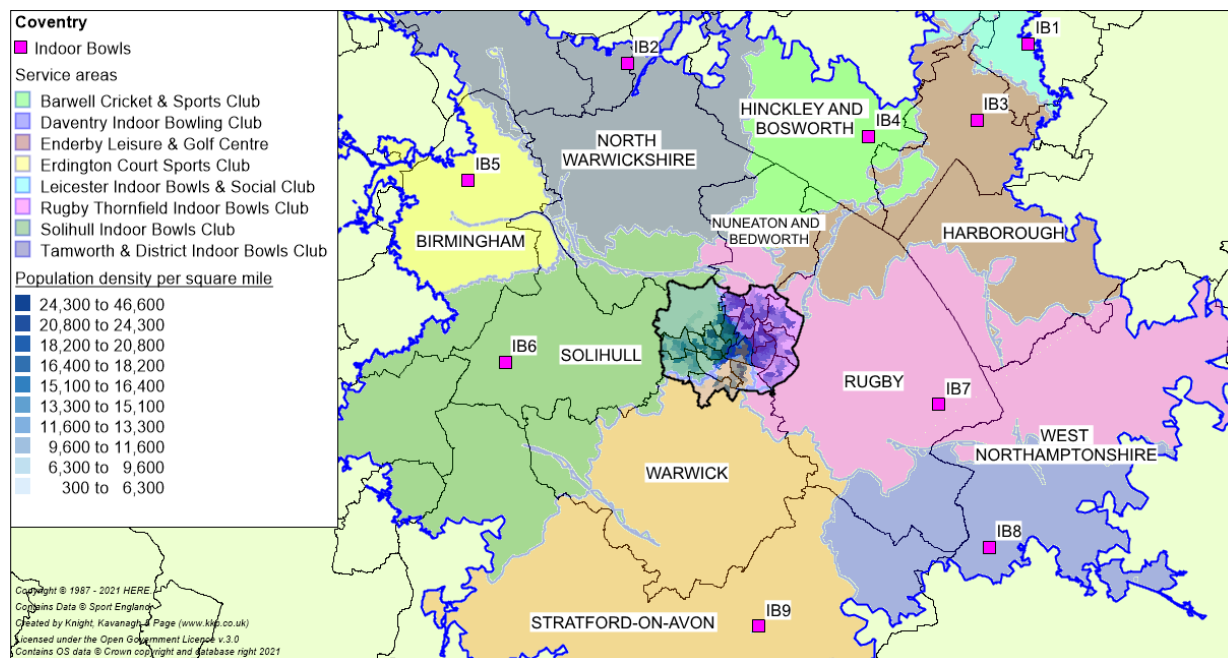 Coventry
Indoor Bowls
Service areas
Barwell Cricket & Sports Club
Daventry Indoor Bowling Club
Enderby Leisure & Golf Centre
Erdington Court Sports Club
Leicester Indoor Bowls & Social Club
Rugby Thornfield Indoor Bowls Club
Solihull Indoor Bowls Club
Tamworth & District Indoor Bowls Club
Population density per square mile
24,300 to 46,600
20,800 to 24,300
18,200 to 20,800
16,400 to 18,200
15,100 to 16,400
13,300 to 15,100
11,600 to 13,300
9,600 to 11,600
6,300 to 9,600
300 to 6,300
Copyright © 1987 - 2021 HERE.
Contains Data © Sport England
Created by Knight, Kavanagh & Page (www.kkp.co.uk)
Licensed under the Open Government Licence v.3.0
Contains OS data © Crown copyright and database right 2021
IB1
IB2
IB3
HINCKLEY AND
BOSWORTH
IB4
NORTH
WARWICKSHIRE
IB5
NUNEATON AND
BEDWORTH
BIRMINGHAM
HARBOROUGH
IB6
SOLIHULL
RUGBY
IB7
WEST
NORTHAMPTONSHIRE
WARWICK
IB8
STRATFORD-ON-AVON
IB9